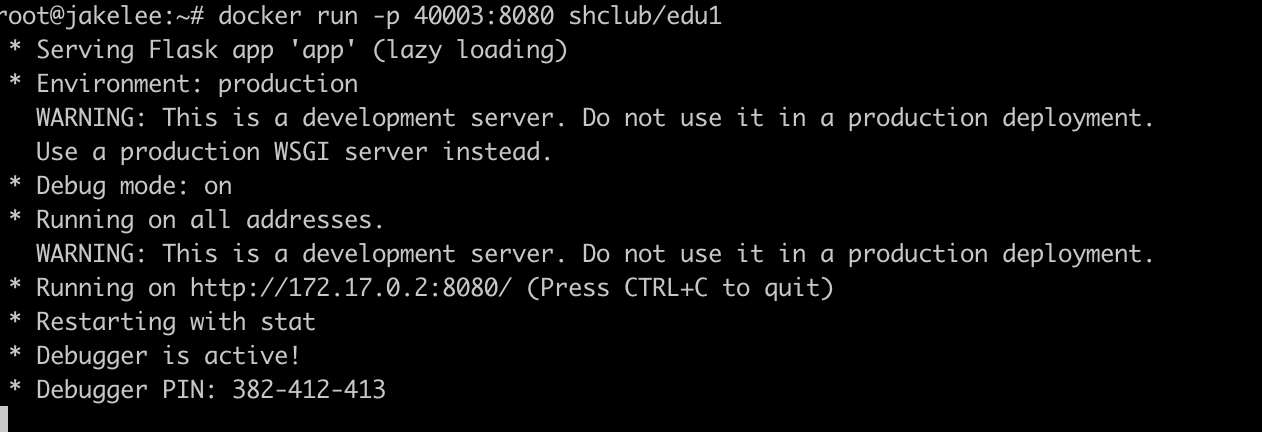 root@jakelee:~# docker run -p 40003:8080 shclub/edu1
* Serving Flask app 'app' (lazy loading)
* Environment: production
WARNING: This is a development server. Do not use it in a production deployment.
Use a production WSGI server instead.
* Debug mode: on
* Running on all addresses.
WARNING: This is a development server. Do not use it in a production deployment.
* Running on http://172.17.0.2:8080/ (Press CTRL+C to quit)
* Restarting with stat
* Debugger is active!
* Debugger PIN: 382-412-413